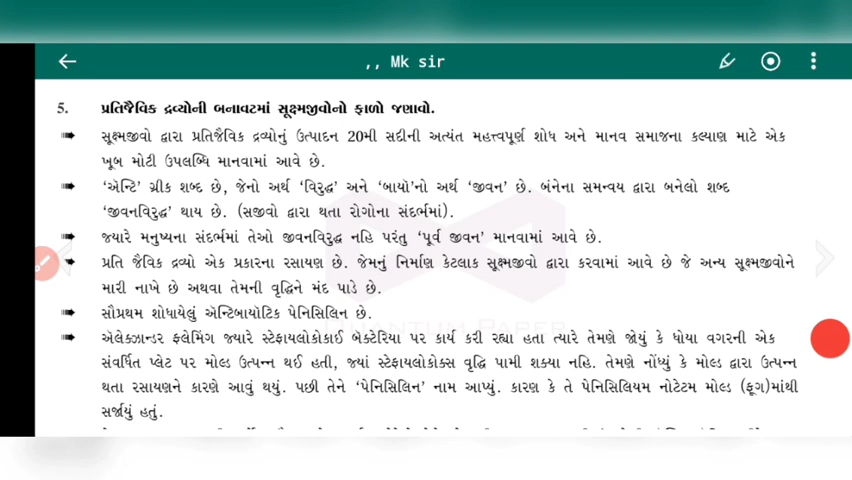 ,, Mk sir
5. પ્રતિજૈવિક દ્રવ્યોની બનાવટમાં સૂક્ષ્મજીવોનો ફાળો જણાવો.
સૂક્ષ્મજીવો દ્વારા પ્રતિજૈવિક દ્રવ્યોનું ઉત્પાદન 20મી સદીની અત્યંત મહત્ત્વપૂર્ણ શોધ અને માનવ સમાજના કલ્યાણ માટે એક
ખૂબ મોટી ઉપલબ્ધિ માનવામાં આવે છે.
‘ઍન્ટિ’ ગ્રીક શબ્દ છે, જેનો અર્થ ‘વિરુદ્ધ’ અને ‘બાયૉ’નો અર્થ ‘જીવન’ છે. બંનેના સમન્વય દ્વારા બનેલો શબ્દ
‘જીવનવિરુદ્ધ’ થાય છે. (સજીવો દ્વારા થતા રોગોના સંદર્ભમાં).
જ્યારે મનુષ્યના સંદર્ભમાં તેઓ જીવનવિરુદ્ધ નહિ પરંતુ ‘પૂર્વ જીવન’ માનવામાં આવે છે.
પ્રતિ જૈવિક દ્રવ્યો એક પ્રકારના રસાયણ છે. જેમનું નિર્માણ કેટલાક સૂક્ષ્મજીવો દ્વારા કરવામાં આવે છે જે અન્ય સૂક્ષ્મજીવોને
મારી નાખે છે અથવા તેમની વૃદ્ધિને મંદ પાડે છે.
સૌપ્રથમ શોધાયેલું ઍન્ટિબાયૉટિક પેનિસિલિન છે.
QUANTUM PAPER
ઍલેક્ઝાન્ડર ફ્લેમિંગ જ્યારે સ્ટેફાયલોકોકાઈ બૅક્ટેરિયા પર કાર્ય કરી રહ્યા હતા ત્યારે તેમણે જોયું કે ધોયા વગરની એક
સંવર્ધિત પ્લેટ પર મોલ્ડ ઉત્પન્ન થઈ હતી, જ્યાં સ્ટેફાયલોકોક્સ વૃદ્ધિ પામી શક્યા નહિ. તેમણે નોંધ્યું કે મોલ્ડ દ્વારા ઉત્પન્ન
થતા રસાયણને કારણે આવું થયું. પછી તેને ‘પેનિસિલિન’ નામ આપ્યું. કારણ કે તે પેનિસિલિયમ નોટેટમ મોલ્ડ (ફૂગ)માંથી
સર્જાયું હતું.